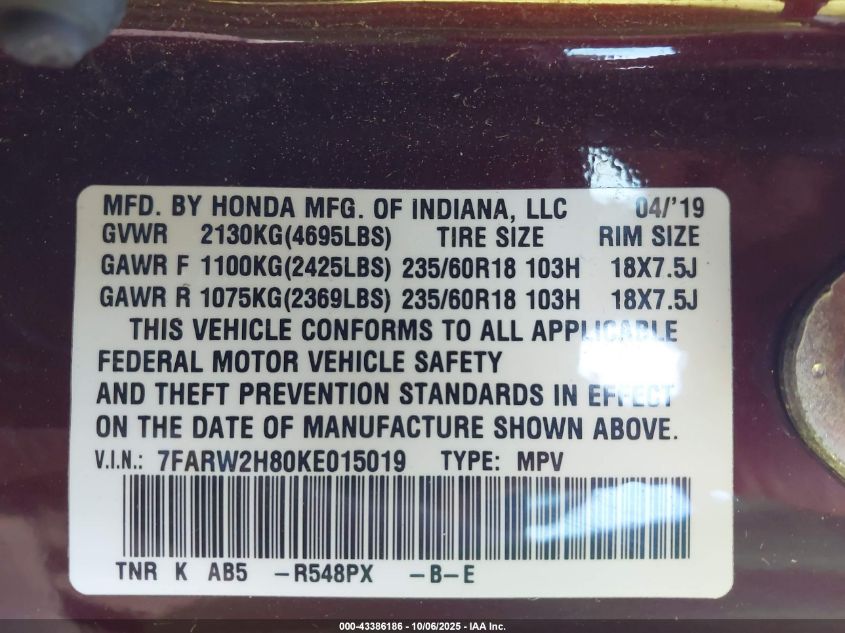 MFD. BY HONDA MFG. OF INDIANA, LLC 04/'19
GVWR 2130KG(4695LBS) TIRE SIZE RIM SIZE
GAWR F 1100KG(2425LBS) 235/60R18 103H 18X7.5J
GAWR R 1075KG(2369LBS) 235/60R18 103H 18X7.5J
THIS VEHICLE CONFORMS TO ALL APPLICABLE
FEDERAL MOTOR VEHICLE SAFETY
AND THEFT PREVENTION STANDARDS IN EFFECT
ON THE DATE OF MANUFACTURE SHOWN ABOVE.
V.I.N.: 7FARW2H80KE015019 TYPE: MPV
TNR K AB5 -R548PX -B-E
000-43386186 - 10/06/2025 - IAA Inc.